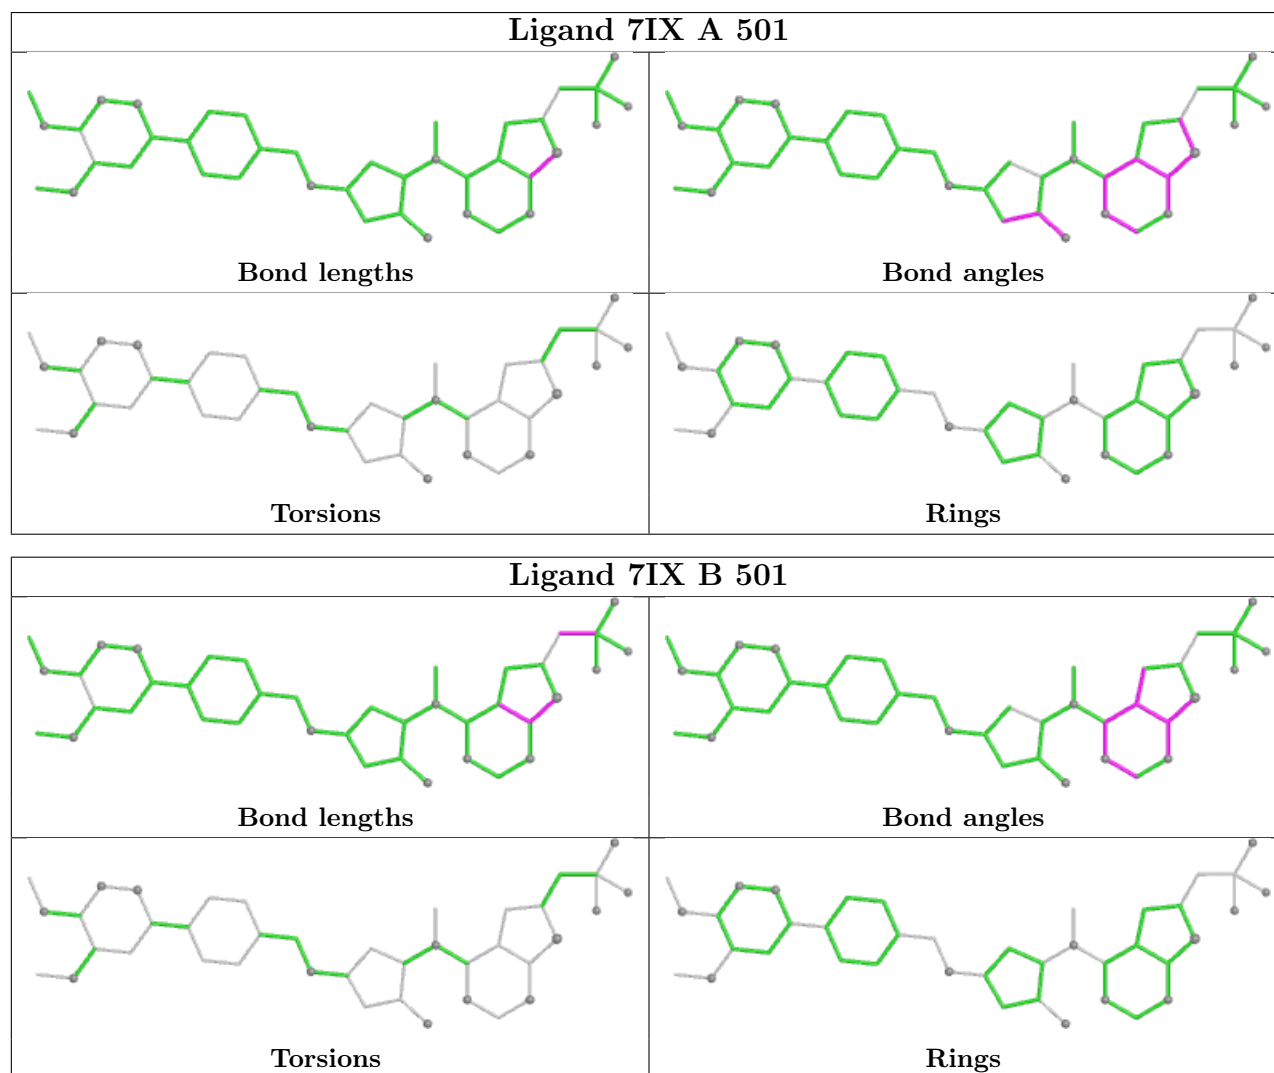 Ligand 7IX A 501
Bond lengths
Bond angles
Torsions
Rings
Ligand 7IX B 501
Bond lengths
Bond angles
Torsions
Rings